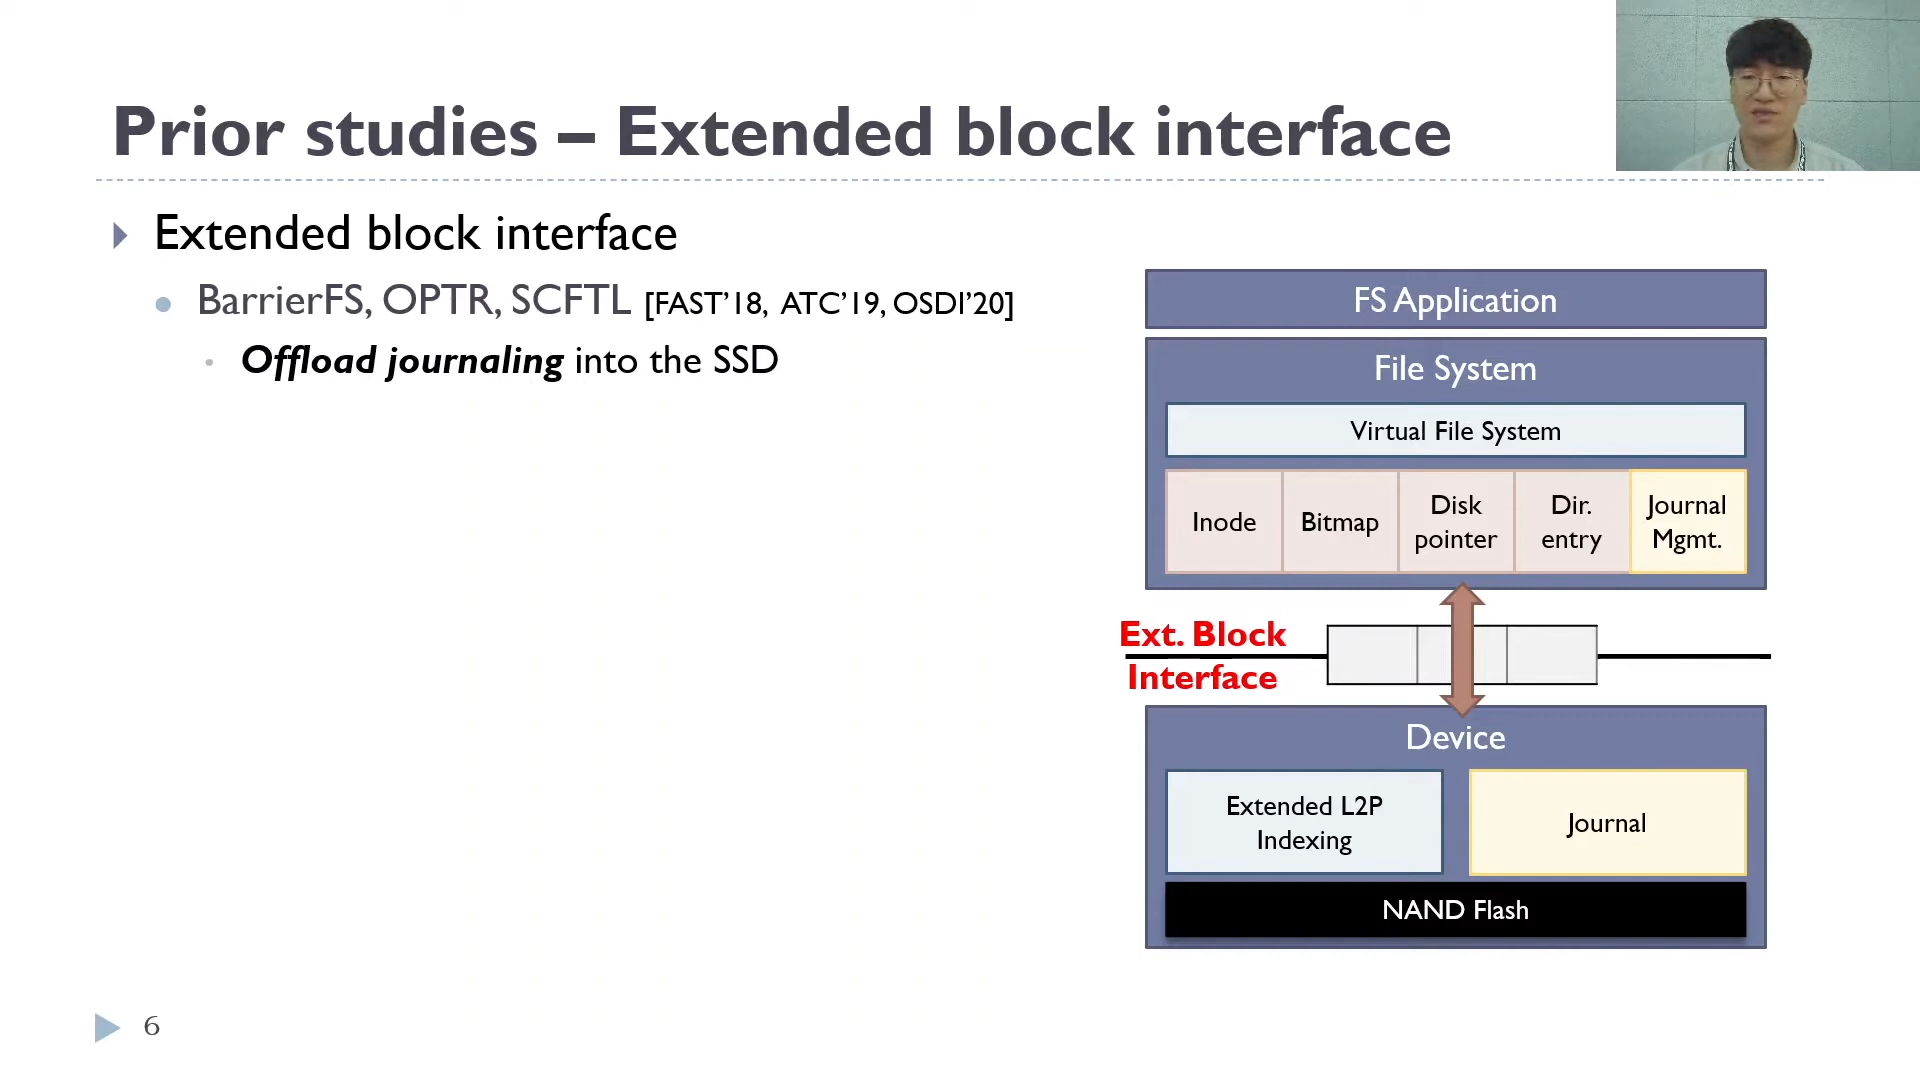 Prior studies – Extended block interface
Extended block interface
BarrierFS, OPTR, SCFTL [FAST’18, ATC’19, OSDI’20]
Offload journaling into the SSD
FS Application
File System
Virtual File System
Inode
Bitmap
Disk
pointer
Dir.
entry
Journal
Mgmt.
Ext. Block
Interface
Device
Extended L2P
Indexing
Journal
NAND Flash
6